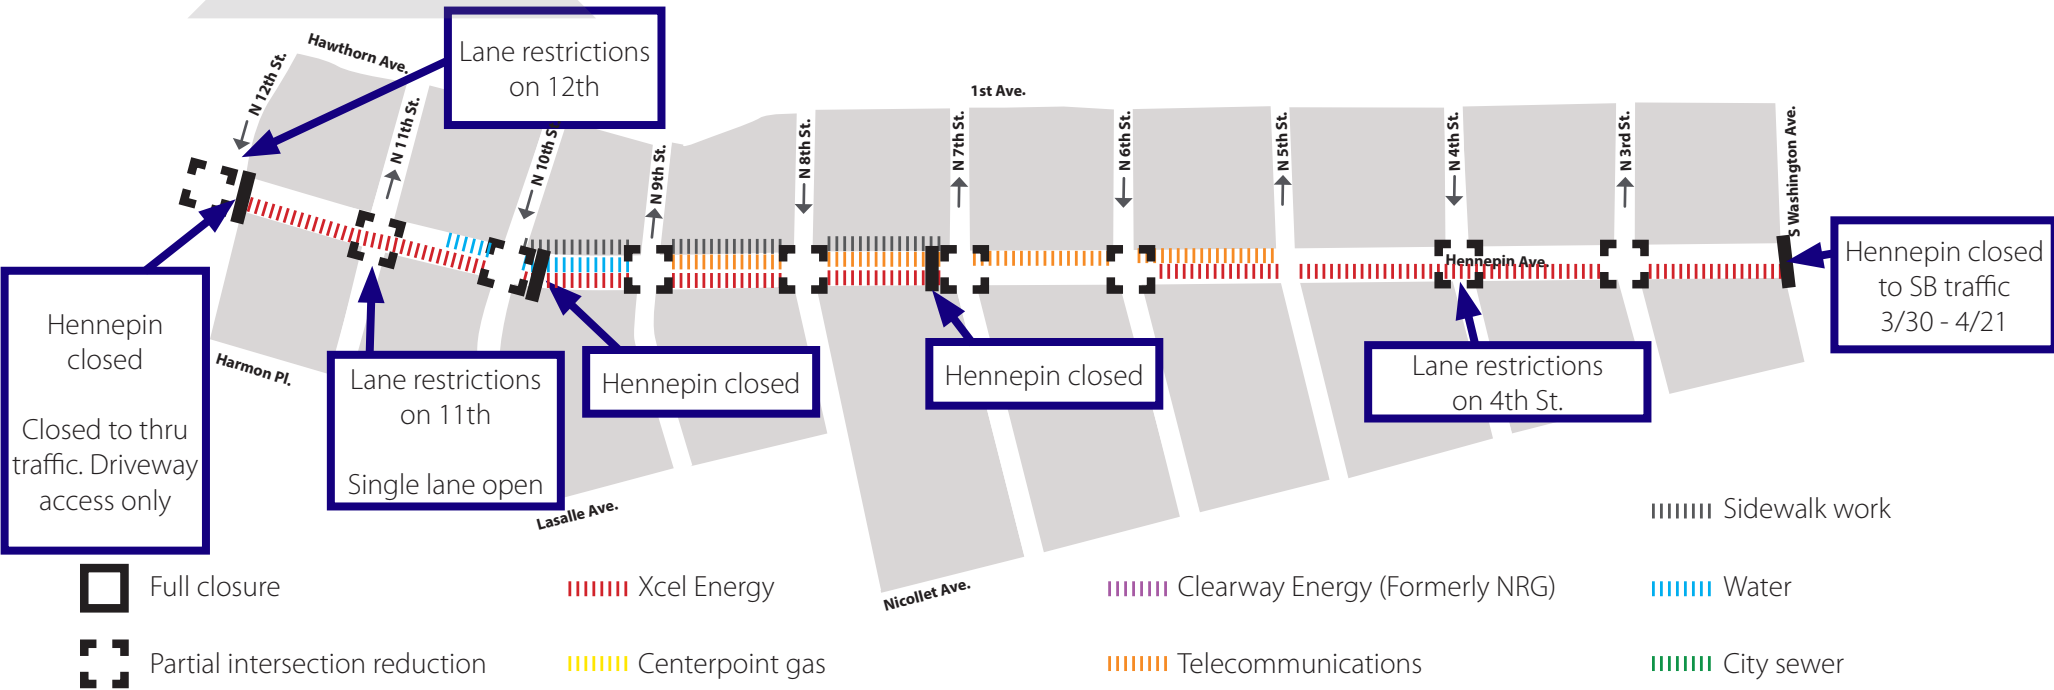 Lane restrictions
on 12th
Hawthorn Ave.
N 12th St.
N 11th St.
N 10th St.
N 9th St.
N 8th St.
1st Ave.
N 7th St.
N 6th St.
N 5th St.
N 4th St.
N 3rd St.
S Washington Ave.
Hennepin Ave.
Hennepin closed
to SB traffic
3/30 - 4/21
Hennepin
closed
Closed to thru
traffic. Driveway
access only
Harmon Pl.
Lane restrictions
on 11th
Single lane open
Hennepin closed
Hennepin closed
Lane restrictions
on 4th St.
Lasalle Ave.
Nicollet Ave.
Sidewalk work
Full closure
Xcel Energy
Clearway Energy (Formerly NRG)
Water
Partial intersection reduction
Centerpoint gas
Telecommunications
City sewer